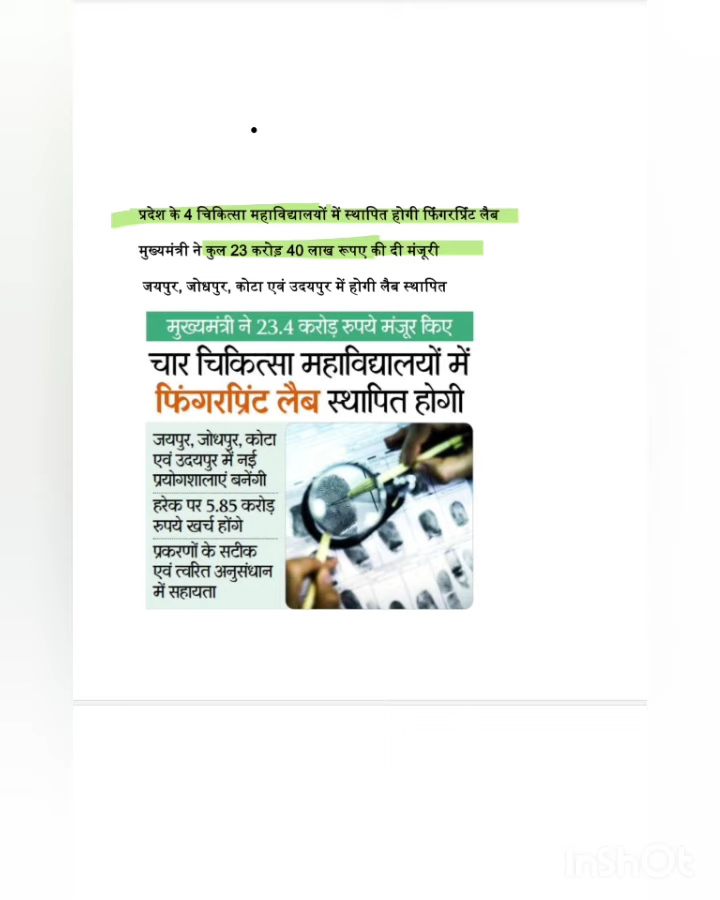 प्रदेश के 4 चिकित्सा महाविद्यालयों में स्थापित होगी फिंगरप्रिंट लैब
मुख्यमंत्री ने कुल 23 करोड़ 40 लाख रूपए की दी मंजूरी
जयपुर, जोधपुर, कोटा एवं उदयपुर में होगी लैब स्थापित
मुख्यमंत्री ने 23.4 करोड़ रुपये मंजूर किए
चार चिकित्सा महाविद्यालयों में
फिंगरप्रिंट लैब स्थापित होगी
जयपुर, जोधपुर, कोटा
एवं उदयपुर में नई
प्रयोगशालाएं बनेंगी
हरेक पर 5.85 करोड़
रुपये खर्च होंगे
प्रकरणों के सटीक
एवं त्वरित अनुसंधान
में सहायता
InShOt